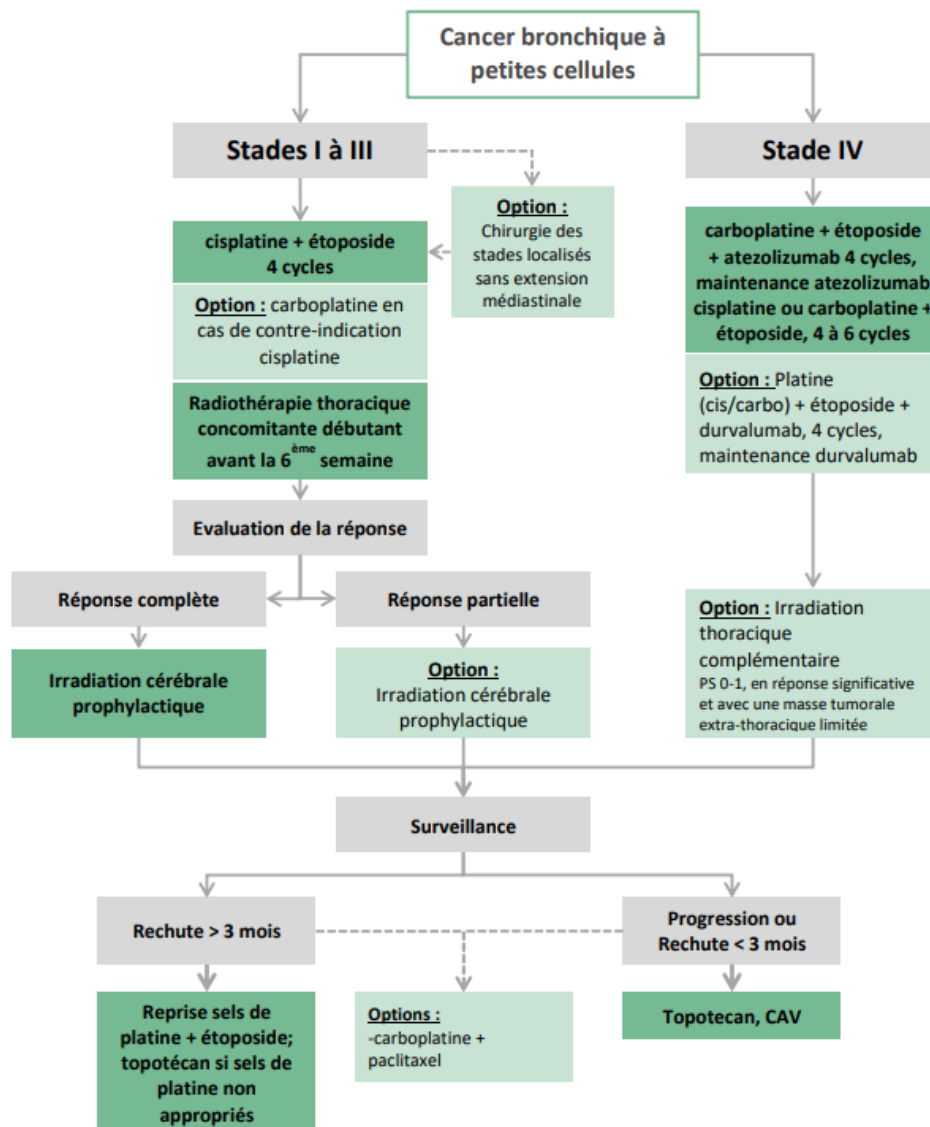 Cancer bronchique à
petites cellules
Stades I à III
Stade IV
Option :
Chirurgie des
stades localisés
sans extension
médiastinale
cisplatine + étoposide
4 cycles
Option : carboplatine en
cas de contre-indication
cisplatine
Radiothérapie thoracique
concomitante débutant
avant la 6ème semaine
carboplatine + étoposide
+ atezolizumab 4 cycles,
maintenance atezolizumab
cisplatine ou carboplatine +
étoposide, 4 à 6 cycles
Option : Platine
(cis/carbo) + étoposide +
durvalumab, 4 cycles,
maintenance durvalumab
Evaluation de la réponse
Réponse complète
Réponse partielle
Irradiation cérébrale
prophylactique
Option :
Irradiation cérébrale
prophylactique
Option : Irradiation
thoracique
complémentaire
PS 0-1, en réponse significative
et avec une masse tumorale
extra-thoracique limitée
Surveillance
Rechute > 3 mois
Progression ou
Rechute < 3 mois
Reprise sels de
platine + étoposide;
topotécan si sels de
platine non
appropriés
Options :
-carboplatine +
paclitaxel
Topotecan, CAV